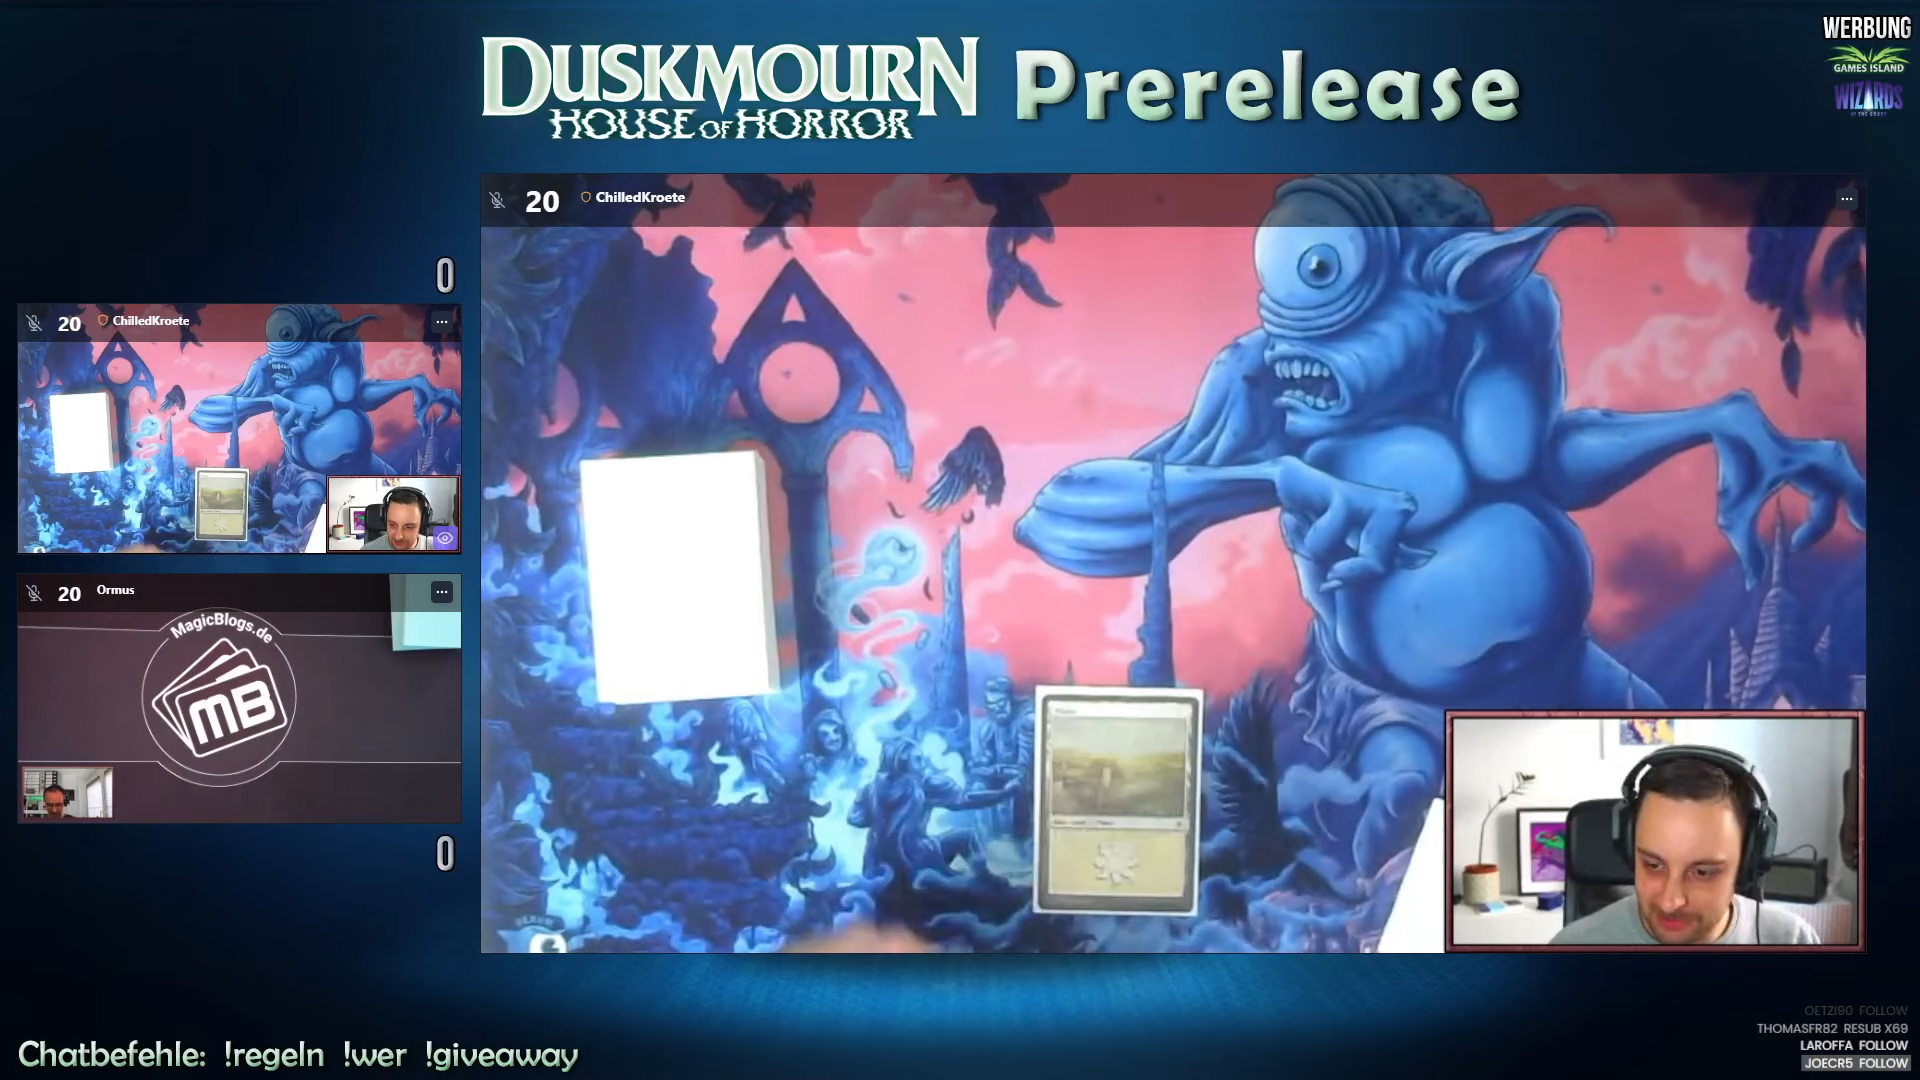 DUSKMOURN
HOUSE OF HORROR
Prerelease
WERBUNG
GAMES ISLAND
WIZARDS
20 ChilledKroete
0
20 ChilledKroete
20 Ormus
MagicBlogs.de
MB
0
Chatbefehle: !regeln !wer !giveaway
OETZI90 FOLLOW
THOMASFR82 RESUB X69
LAROFFA FOLLOW
JOECR5 FOLLOW